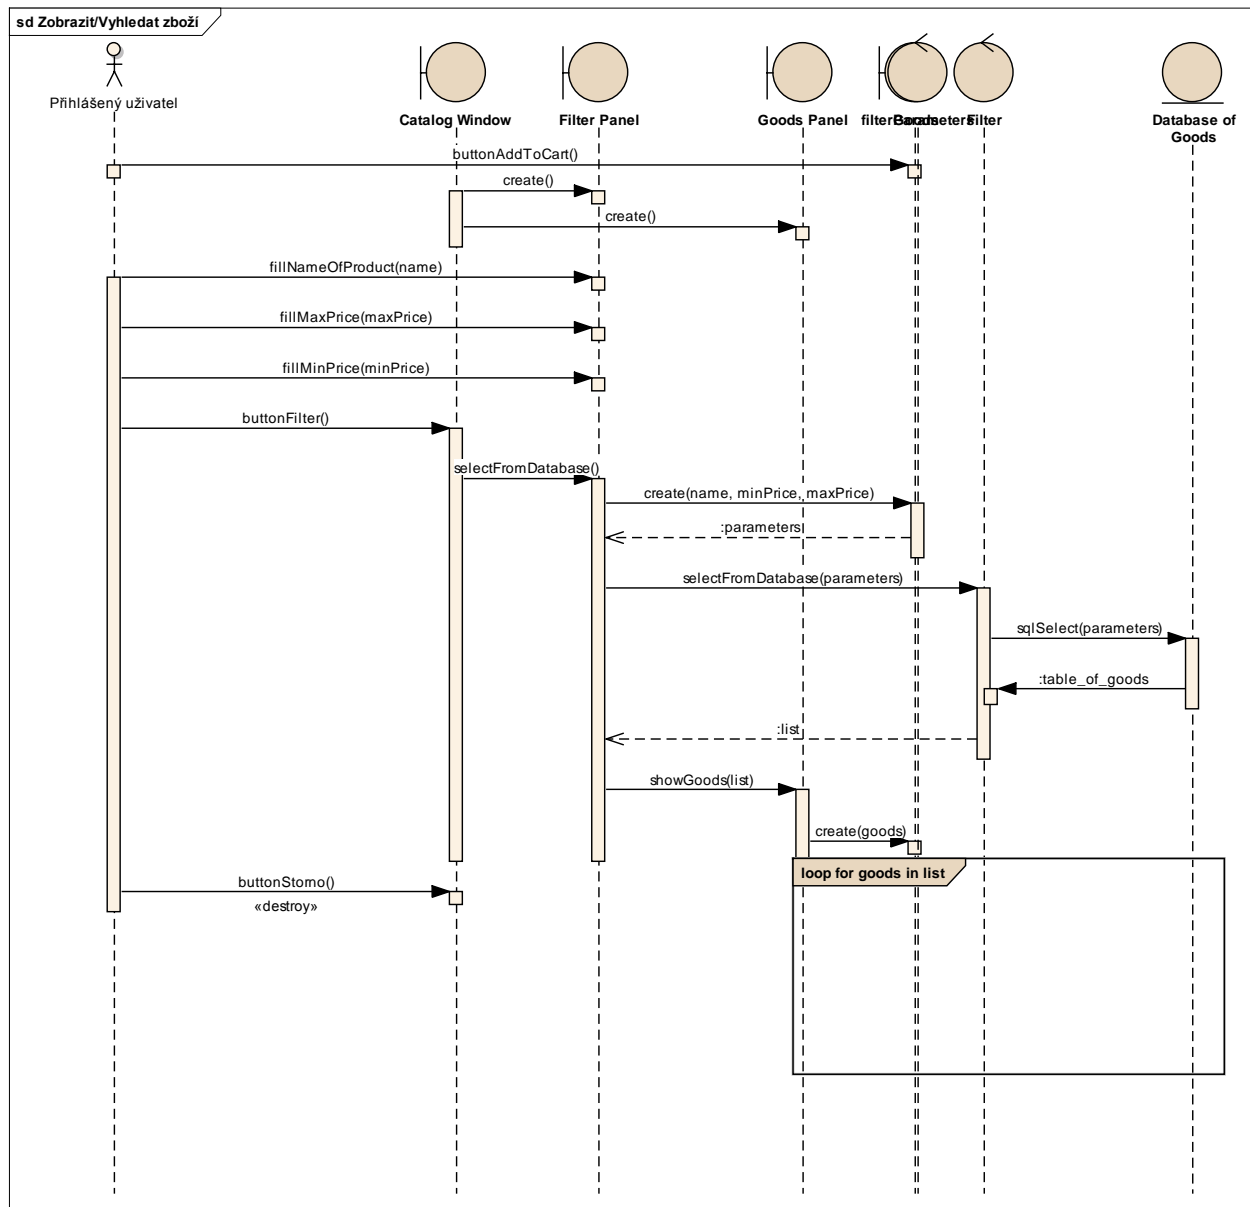 sd Zobrazit/Vyhledat zboží
Přihlášený uživatel
Catalog Window
Filter Panel
Goods Panel
Filter
Database of
Goods
buttonAddToCart()
create()
create()
fillNameOfProduct(name)
fillMaxPrice(maxPrice)
fillMinPrice(minPrice)
buttonFilter()
selectFromDatabase()
create(name, minPrice, maxPrice)
:parameters
selectFromDatabase(parameters)
sqlSelect(parameters)
:table_of_goods
:list
showGoods(list)
create(goods)
loop for goods in list
buttonStorno()
«destroy»